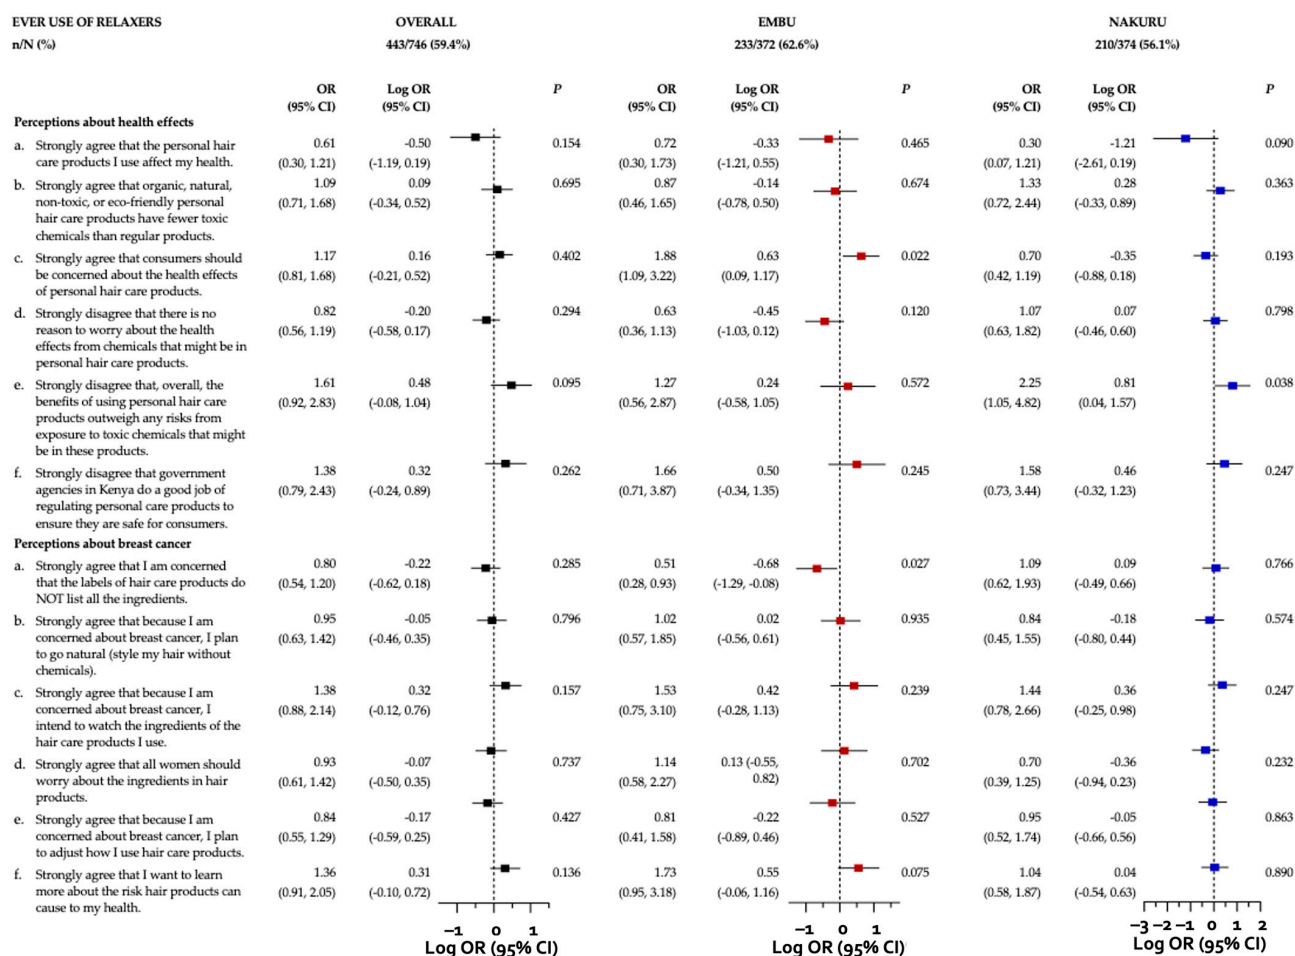 EVER USE OF RELAXERS OVERALL EMBU NAKURU
n/N (%) 443/746 (59.4%) 233/372 (62.6%) 210/374 (56.1%)
OR Log OR P OR Log OR P OR Log OR P
(95% CI) (95% CI) (95% CI) (95% CI) (95% CI) (95% CI)
Perceptions about health effects
a. Strongly agree that the personal hair 0.61 -0.50 0.154 0.72 -0.33 0.465 0.30 -1.21 0.090
care products I use affect my health. (0.30, 1.21) (-1.19, 0.19) (0.30, 1.73) (-1.21, 0.55) (0.07, 1.21) (-2.61, 0.19)
b. Strongly agree that organic, natural, 1.09 0.09 0.695 0.87 -0.14 0.674 1.33 0.28 0.363
non-toxic, or eco-friendly personal (0.71, 1.68) (-0.34, 0.52) (0.46, 1.65) (-0.78, 0.50) (0.72, 2.44) (-0.33, 0.89)
hair care products have fewer toxic
chemicals than regular products.
c. Strongly agree that consumers should 1.17 0.16 0.402 1.88 0.63 0.022 0.70 -0.35 0.193
be concerned about the health effects (0.81, 1.68) (-0.21, 0.52) (1.09, 3.22) (0.09, 1.17) (0.42, 1.19) (-0.88, 0.18)
of personal hair care products.
d. Strongly disagree that there is no 0.82 -0.20 0.294 0.63 -0.45 0.120 1.07 0.07 0.798
reason to worry about the health (0.56, 1.19) (-0.58, 0.17) (0.36, 1.13) (-1.03, 0.12) (0.63, 1.82) (-0.46, 0.60)
effects from chemicals that might be in
personal hair care products.
e. Strongly disagree that, overall, the 1.61 0.48 0.095 1.27 0.24 0.572 2.25 0.81 0.038
benefits of using personal hair care (0.92, 2.83) (-0.08, 1.04) (0.56, 2.87) (-0.58, 1.05) (1.05, 4.82) (0.04, 1.57)
products outweigh any risks from
exposure to toxic chemicals that might
be in these products.
f. Strongly disagree that government 1.38 0.32 0.262 1.66 0.50 0.245 1.58 0.46 0.247
agencies in Kenya do a good job of (0.79, 2.43) (-0.24, 0.89) (0.71, 3.87) (-0.34, 1.35) (0.73, 3.44) (-0.32, 1.23)
regulating personal care products to
ensure they are safe for consumers.
Perceptions about breast cancer
a. Strongly agree that I am concerned 0.80 -0.22 0.285 0.51 -0.68 0.027 1.09 0.09 0.766
that the labels of hair care products do (0.54, 1.20) (-0.62, 0.18) (0.28, 0.93) (-1.29, -0.08) (0.62, 1.93) (-0.49, 0.66)
NOT list all the ingredients.
b. Strongly agree that because I am 0.95 -0.05 0.796 1.02 0.02 0.935 0.84 -0.18 0.574
concerned about breast cancer, I plan (0.63, 1.42) (-0.46, 0.35) (0.57, 1.85) (-0.56, 0.61) (0.45, 1.55) (-0.80, 0.44)
to go natural (style my hair without
chemicals).
c. Strongly agree that because I am 1.38 0.32 0.157 1.53 0.42 0.239 1.44 0.36 0.247
concerned about breast cancer, I (0.88, 2.14) (-0.12, 0.76) (0.75, 3.10) (-0.28, 1.13) (0.78, 2.66) (-0.25, 0.98)
intend to watch the ingredients of the
hair care products I use.
d. Strongly agree that all women should 0.93 -0.07 0.737 1.14 0.13 (-0.55, 0.702 0.70 -0.36 0.232
worry about the ingredients in hair (0.61, 1.42) (-0.50, 0.35) (0.58, 2.27) 0.82) (0.39, 1.25) (-0.94, 0.23)
products.
e. Strongly agree that because I am 0.84 -0.17 0.427 0.81 -0.22 0.527 0.95 -0.05 0.863
concerned about breast cancer, I plan (0.55, 1.29) (-0.59, 0.25) (0.41, 1.58) (-0.89, 0.46) (0.52, 1.74) (-0.66, 0.56)
to adjust how I use hair care products.
f. Strongly agree that I want to learn 1.36 0.31 0.136 1.73 0.55 0.075 1.04 0.04 0.890
more about the risk hair products can (0.91, 2.05) (-0.10, 0.72) (0.95, 3.18) (-0.06, 1.16) (0.58, 1.87) (-0.54, 0.63)
cause to my health.
−1 0 1 −1 0 1 −3 −2 −1 0 1 2
Log OR (95% CI) Log OR (95% CI) Log OR (95% CI)